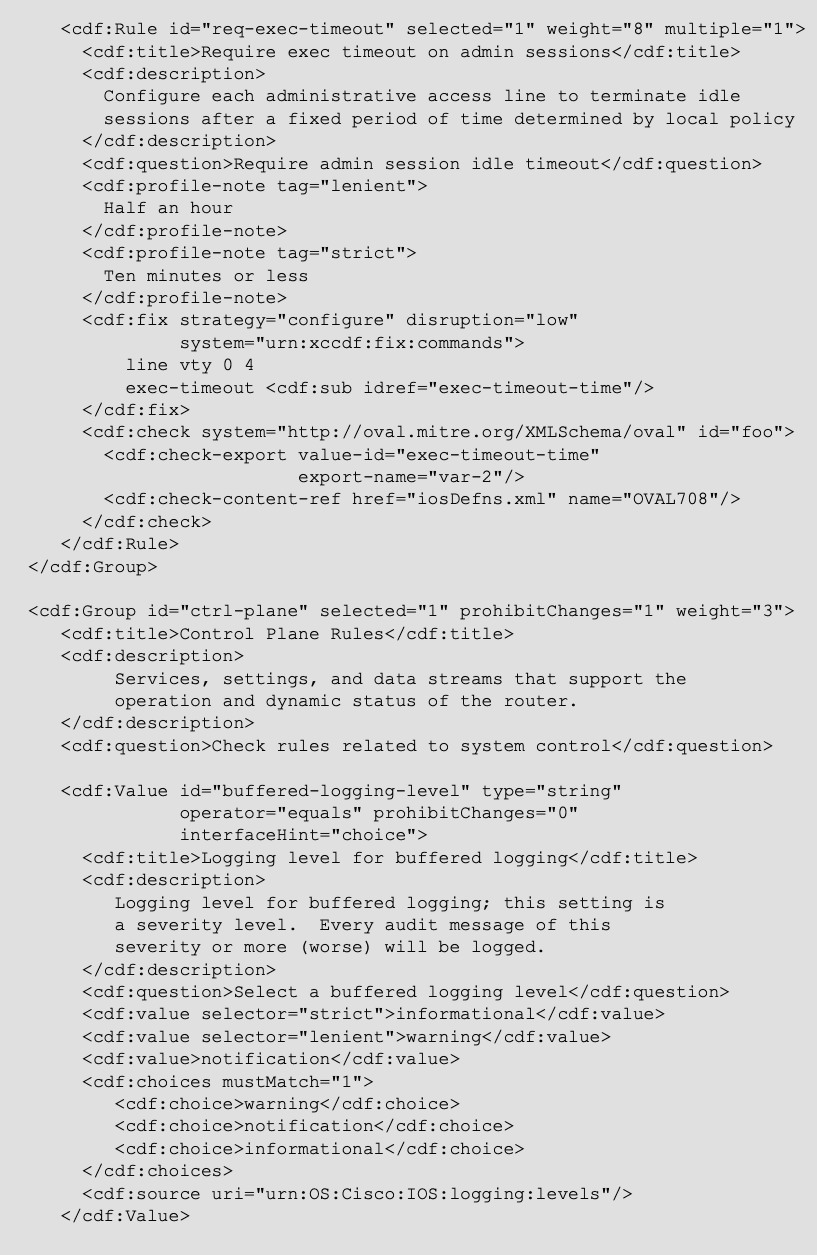 <cdf:Rule id="req-exec-timeout" selected="1" weight="8" multiple="1">
<cdf:title>Require exec timeout on admin sessions</cdf:title>
<cdf:description>
Configure each administrative access line to terminate idle
sessions after a fixed period of time determined by local policy
</cdf:description>
<cdf:question>Require admin session idle timeout</cdf:question>
<cdf:profile-note tag="lenient">
Half an hour
</cdf:profile-note>
<cdf:profile-note tag="strict">
Ten minutes or less
</cdf:profile-note>
<cdf:fix strategy="configure" disruption="low"
system="urn:xccdf:fix:commands">
line vty 0 4
exec-timeout <cdf:sub idref="exec-timeout-time"/>
</cdf:fix>
<cdf:check system="http://oval.mitre.org/XMLSchema/oval" id="foo">
<cdf:check-export value-id="exec-timeout-time"
export-name="var-2"/>
<cdf:check-content-ref href="iosDefns.xml" name="OVAL708"/>
</cdf:check>
</cdf:Rule>
</cdf:Group>
<cdf:Group id="ctrl-plane" selected="1" prohibitChanges="1" weight="3">
<cdf:title>Control Plane Rules</cdf:title>
<cdf:description>
Services, settings, and data streams that support the
operation and dynamic status of the router.
</cdf:description>
<cdf:question>Check rules related to system control</cdf:question>
<cdf:Value id="buffered-logging-level" type="string"
operator="equals" prohibitChanges="0"
interfaceHint="choice">
<cdf:title>Logging level for buffered logging</cdf:title>
<cdf:description>
Logging level for buffered logging; this setting is
a severity level.  Every audit message of this
severity or more (worse) will be logged.
</cdf:description>
<cdf:question>Select a buffered logging level</cdf:question>
<cdf:value selector="strict">informational</cdf:value>
<cdf:value selector="lenient">warning</cdf:value>
<cdf:value>notification</cdf:value>
<cdf:choices mustMatch="1">
<cdf:choice>warning</cdf:choice>
<cdf:choice>notification</cdf:choice>
<cdf:choice>informational</cdf:choice>
</cdf:choices>
<cdf:source uri="urn:OS:Cisco:IOS:logging:levels"/>
</cdf:Value>